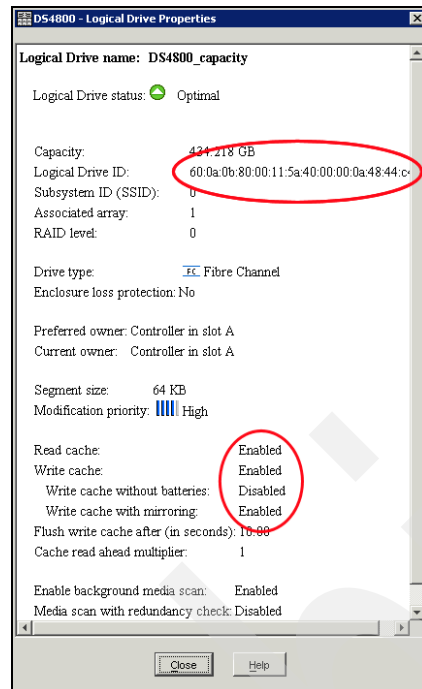 DS4800 - Logical Drive Properties
Logical Drive name: DS4800_capacity
Logical Drive status: Optimal
Capacity: 434.218 GB
Logical Drive ID: 60:0a:0b:80:00:11:5a:40:00:00:0a:48:44:c
Subsystem ID (SSID): 0
Associated array: 1
RAID level: 0
Drive type: FC Fibre Channel
Enclosure loss protection: No
Preferred owner: Controller in slot A
Current owner: Controller in slot A
Segment size: 64 KB
Modification priority: High
Read cache: Enabled
Write cache: Enabled
Write cache without batteries: Disabled
Write cache with mirroring: Enabled
Flush write cache after (in seconds): 10.00
Cache read ahead multiplier: 1
Enable background media scan: Enabled
Media scan with redundancy check: Disabled
Close Help